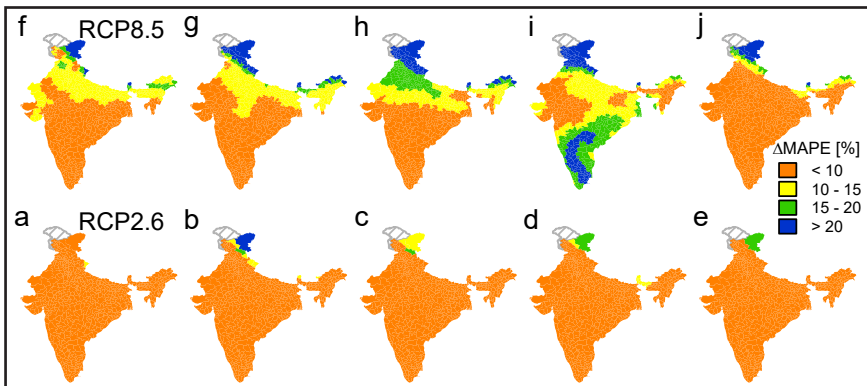 f RCP8.5 g h i j
ΔMAPE [%]
< 10
10 - 15
15 - 20
> 20
a RCP2.6 b c d e